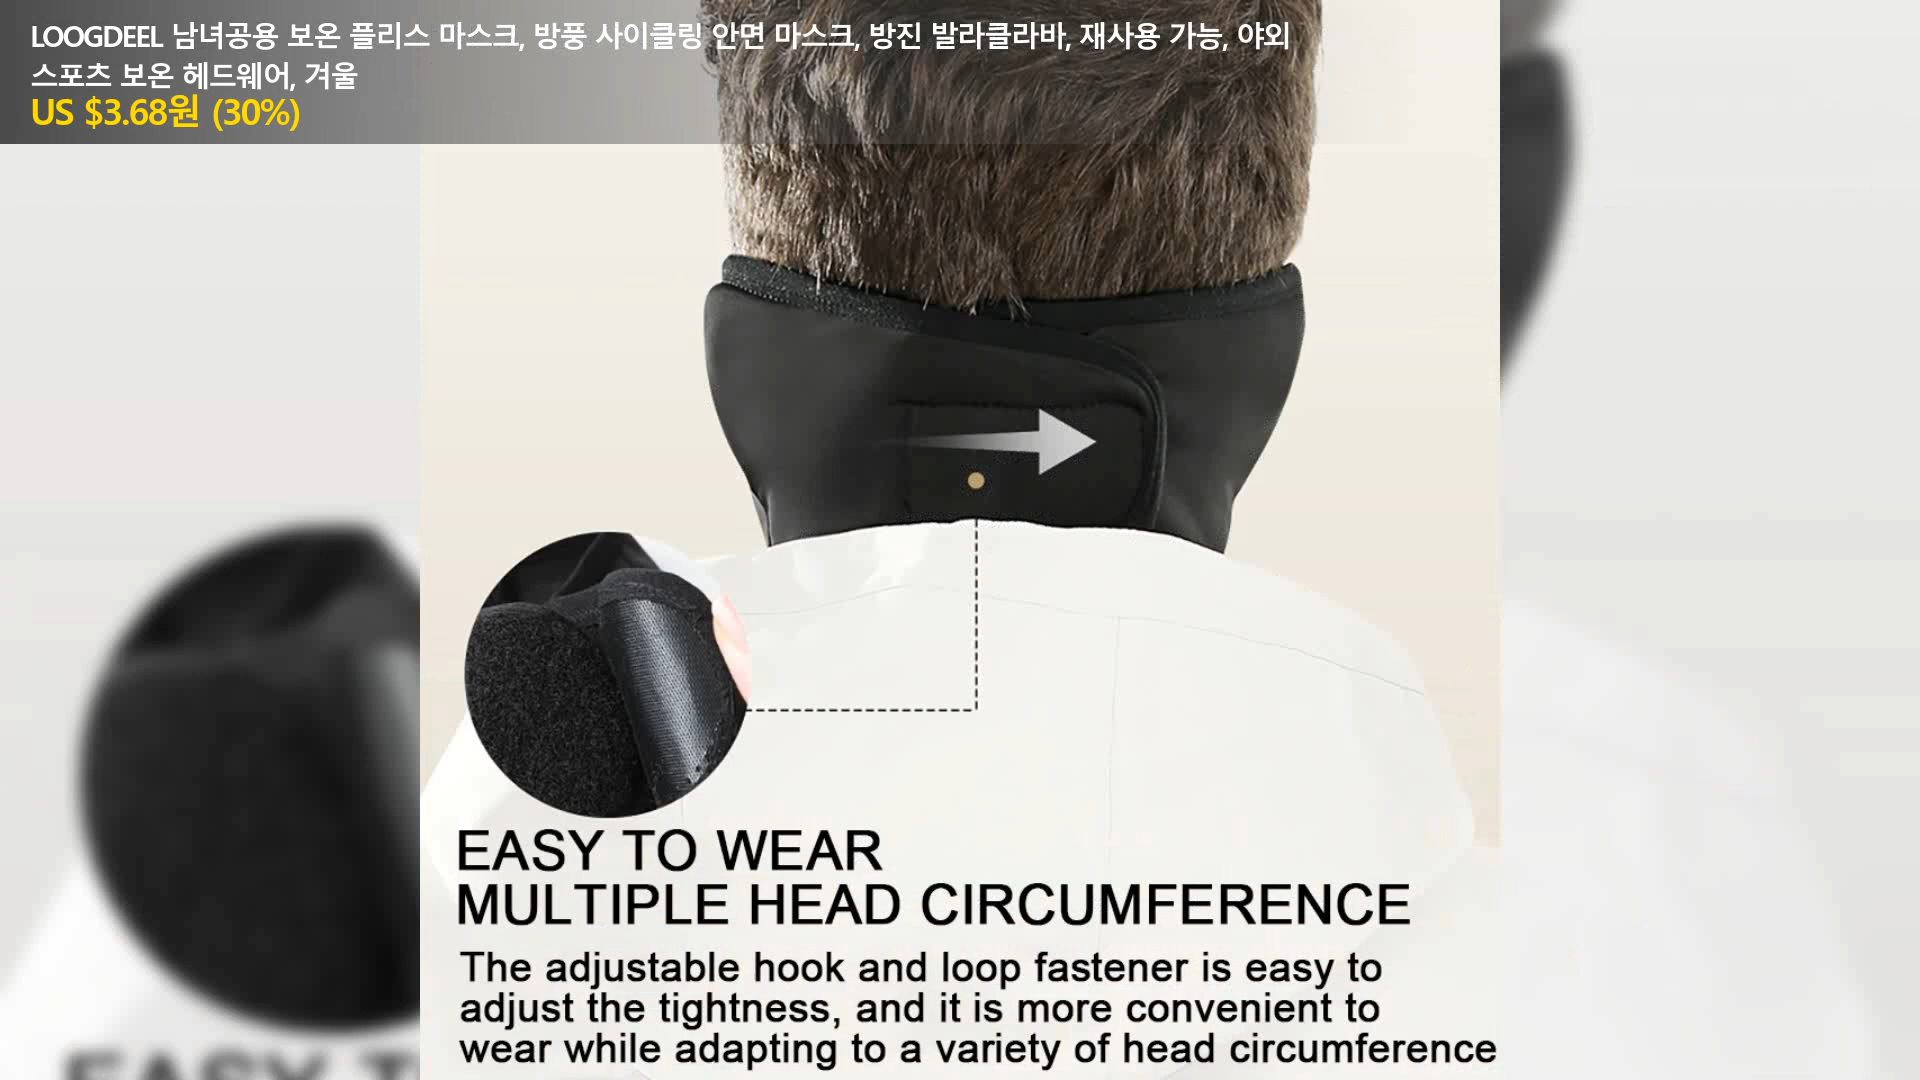 LOOGDEEL 남녀공용 보온 플리스 마스크, 방풍 사이클링 안면 마스크, 방진 발라클라바, 재사용 가능, 야외
스포츠 보온 헤드웨어, 겨울
US $3.68원 (30%)
EASY TO WEAR
MULTIPLE HEAD CIRCUMFERENCE
The adjustable hook and loop fastener is easy to
adjust the tightness, and it is more convenient to
wear while adapting to a variety of head circumference
EASY T